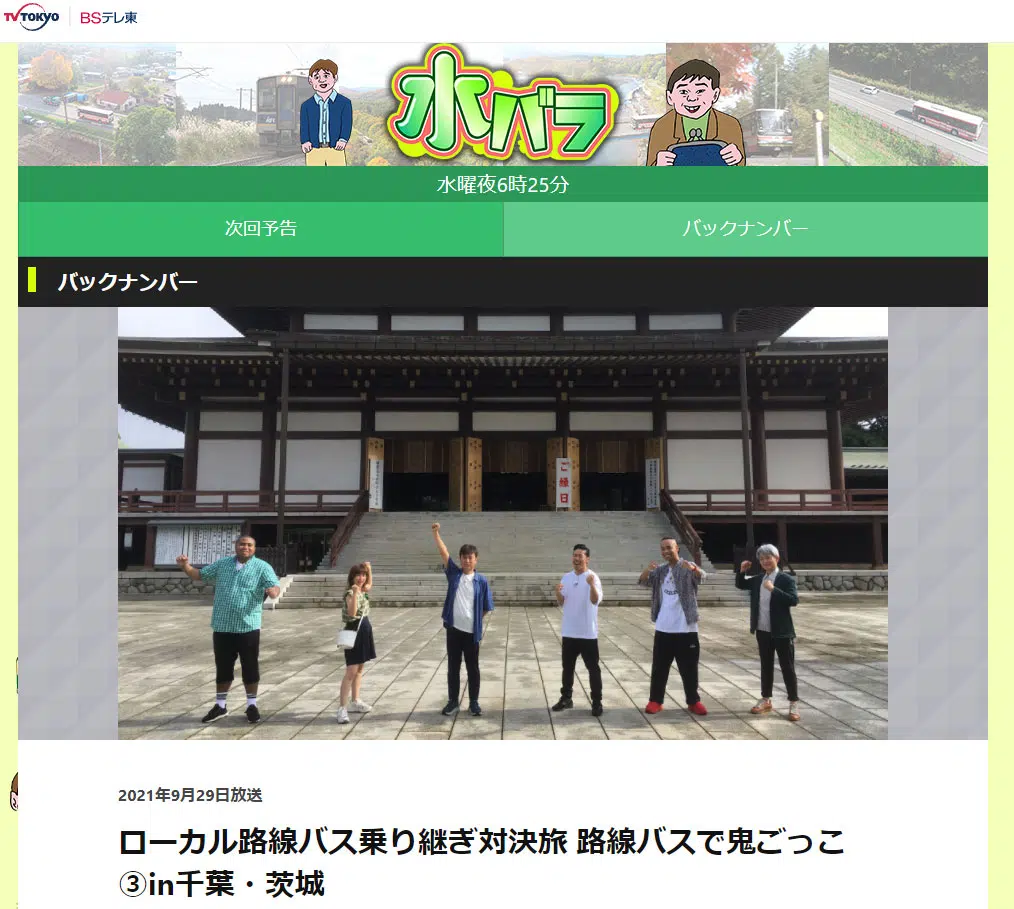 TV TOKYO
BSテレ東
水バラ
水曜夜6時25分
次回予告
バックナンバー
バックナンバー
ご縁日
2021年9月29日放送
ローカル路線バス乗り継ぎ対決旅 路線バスで鬼ごっこ
③in千葉・茨城